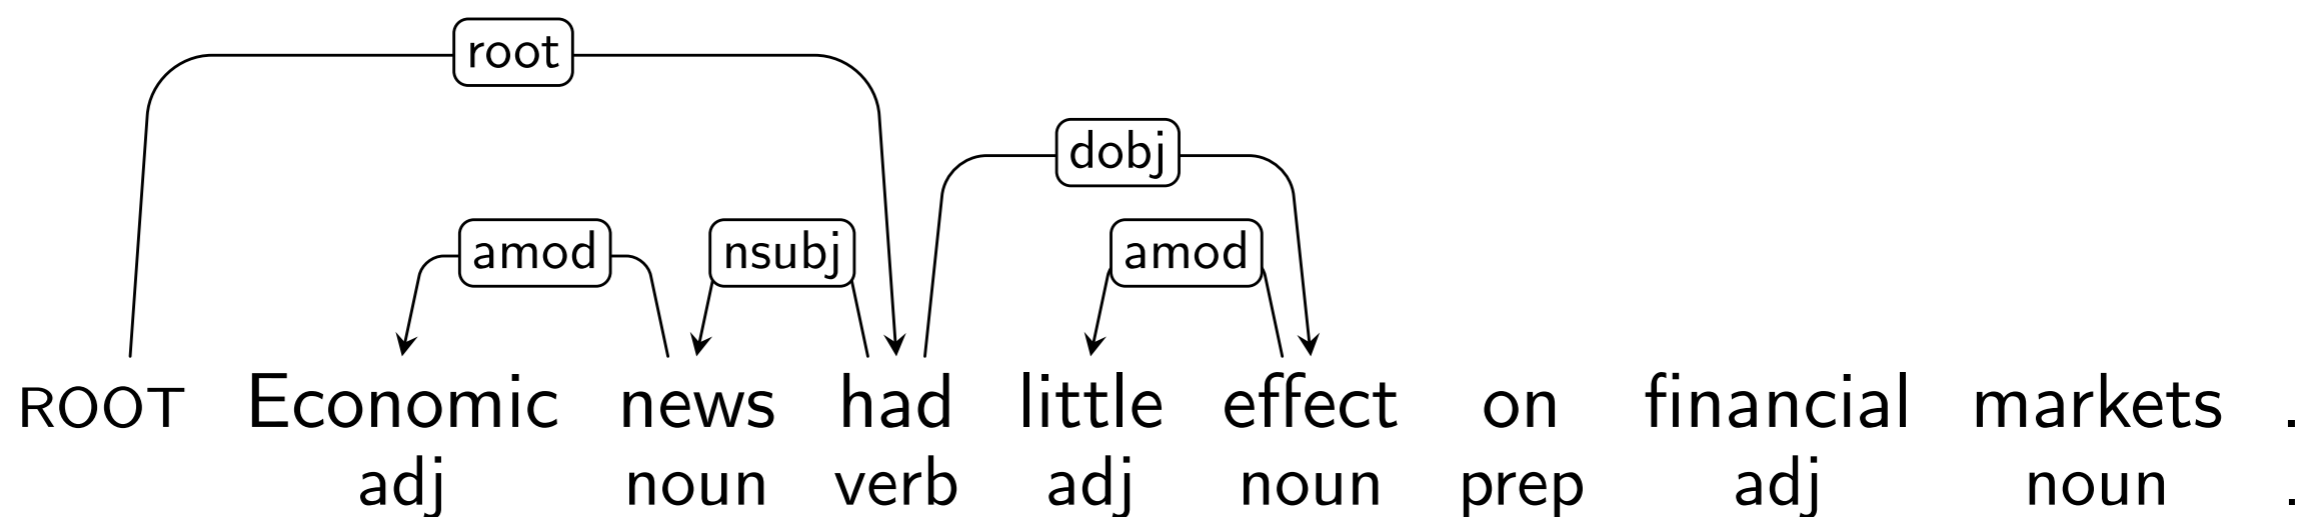 root
dobj
amod nsubj amod
ROOT Economic news had little effect on financial markets .
adj noun verb adj noun prep adj noun .